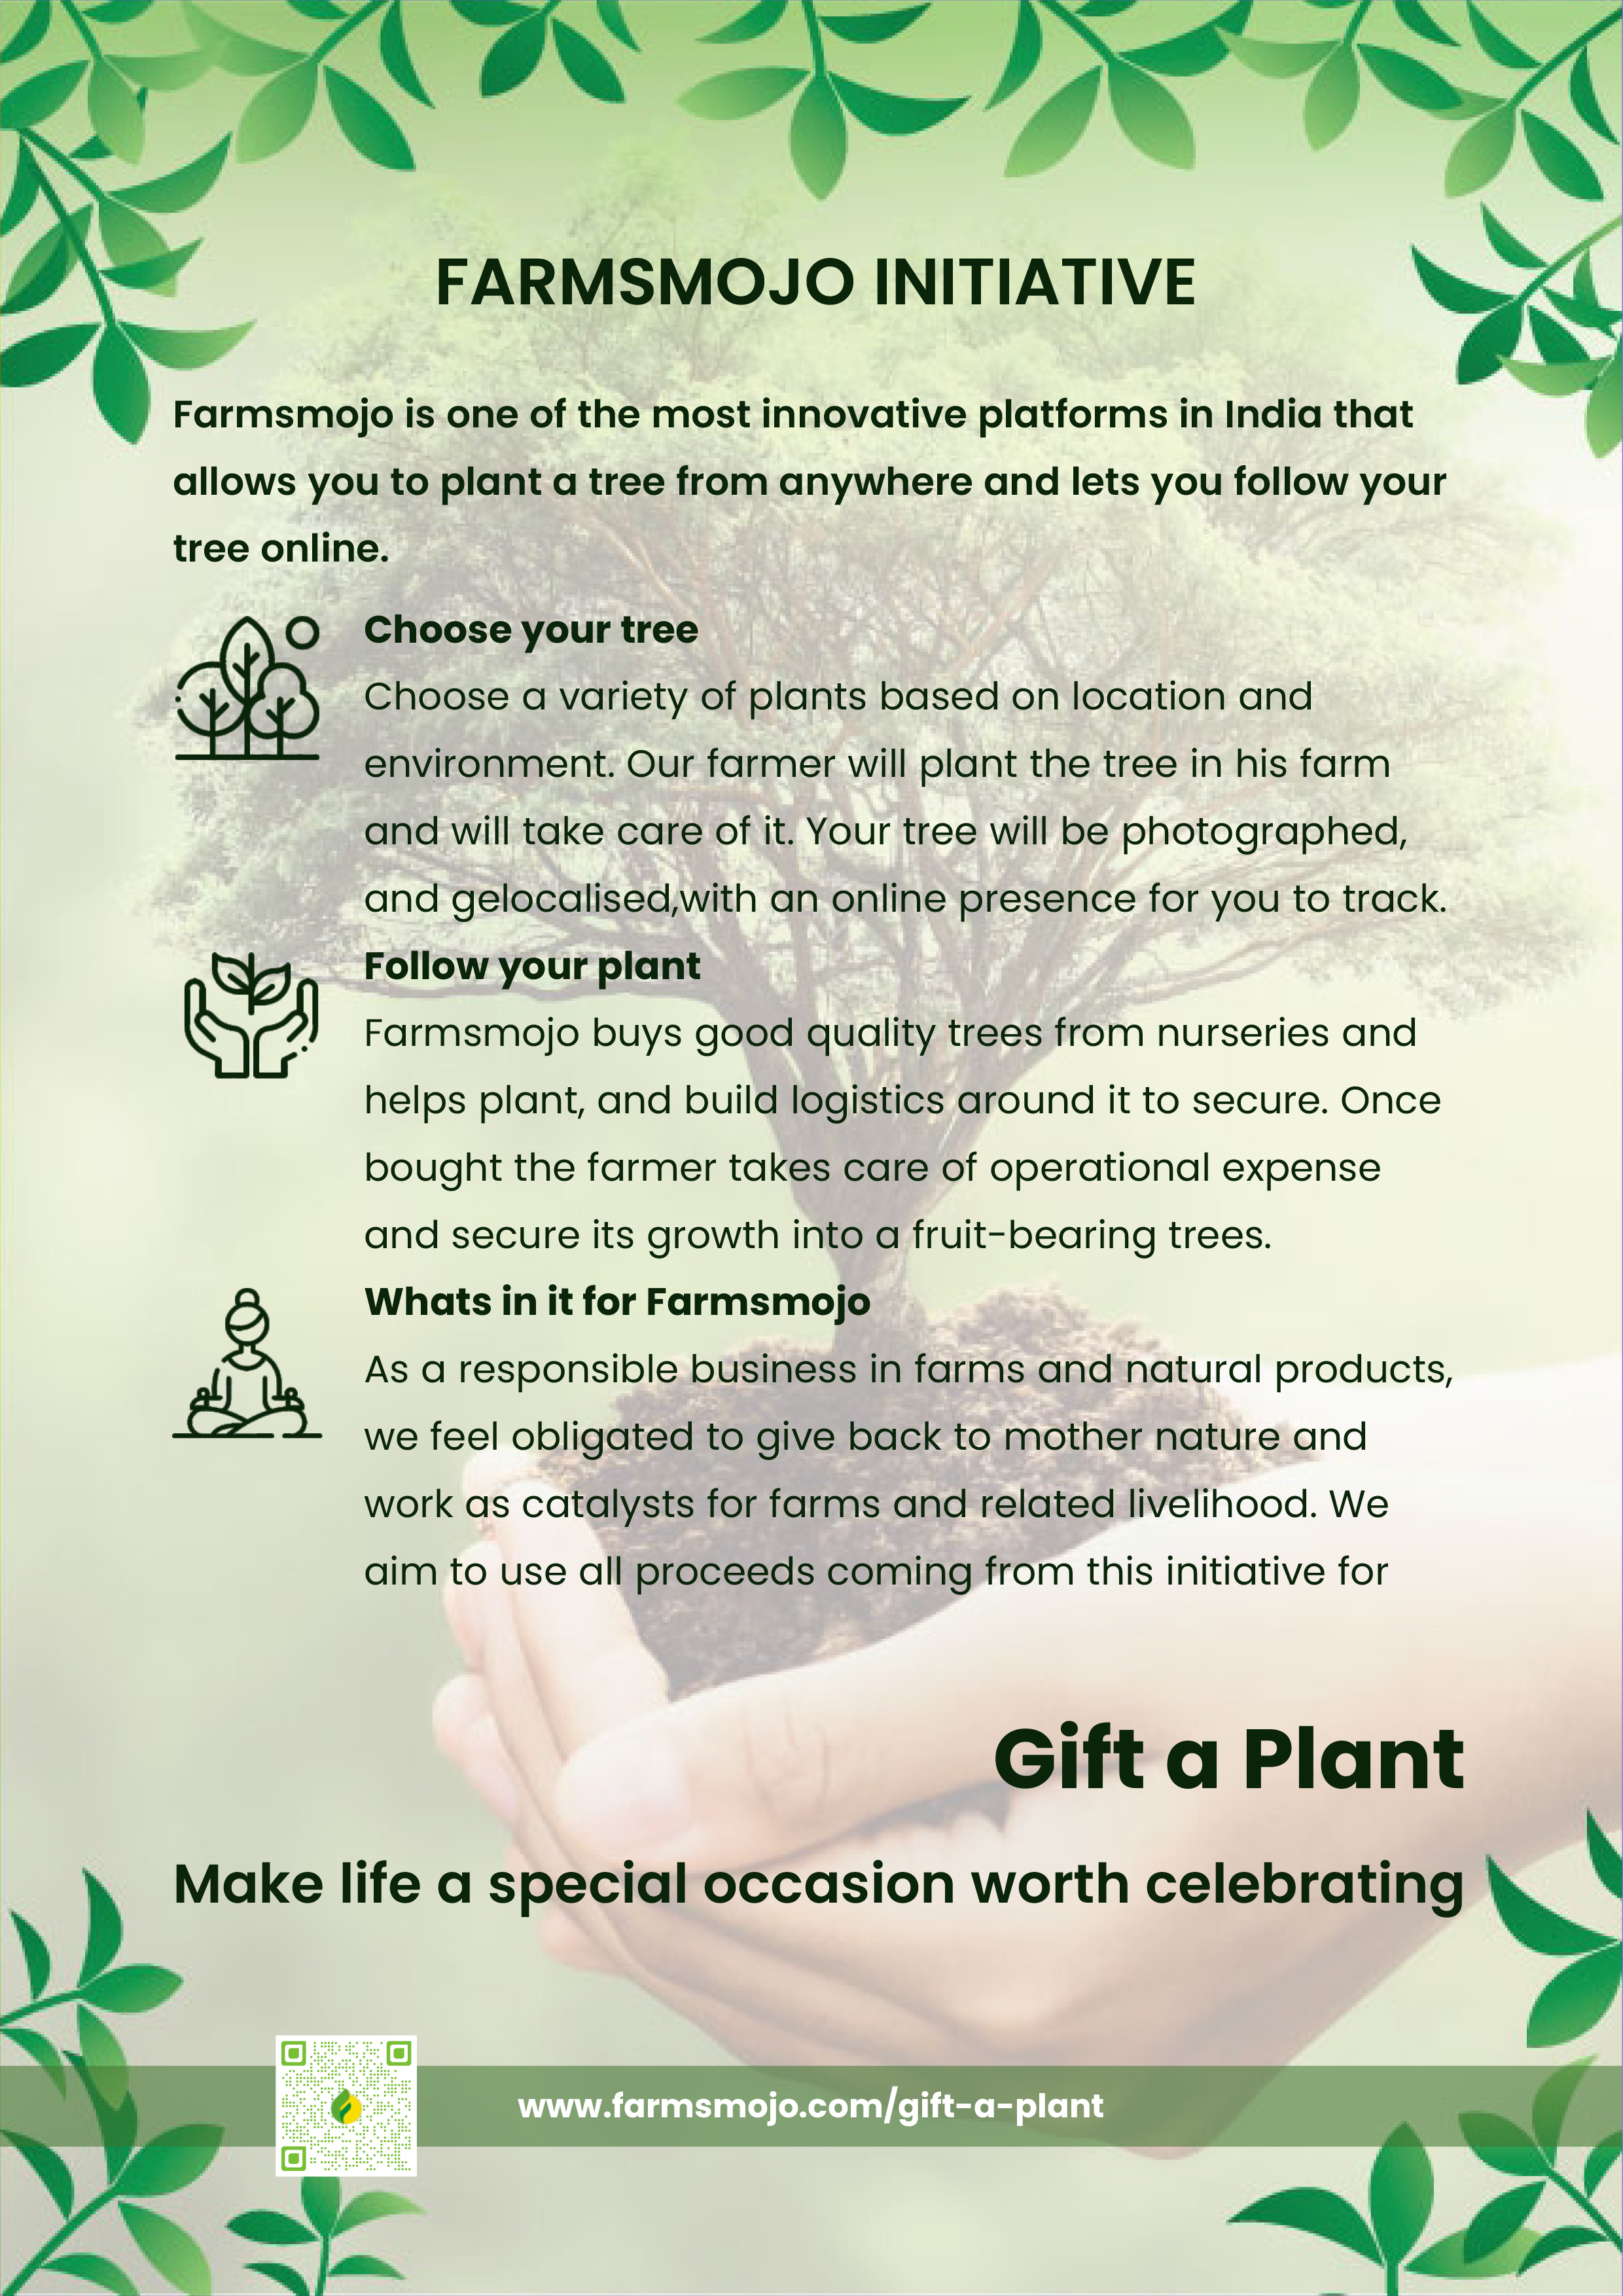 FARMSMOJO INITIATIVE
Farmsmojo is one of the most innovative platforms in India that
allows you to plant a tree from anywhere and lets you follow your
tree online.
Choose your tree
Choose a variety of plants based on location and
environment. Our farmer will plant the tree in his farm
and will take care of it. Your tree will be photographed,
and gelocalised,with an online presence for you to track.
Follow your plant
Farmsmojo buys good quality trees from nurseries and
helps plant, and build logistics around it to secure. Once
bought the farmer takes care of operational expense
and secure its growth into a fruit-bearing trees.
Whats in it for Farmsmojo
As a responsible business in farms and natural products,
we feel obligated to give back to mother nature and
work as catalysts for farms and related livelihood. We
aim to use all proceeds coming from this initiative for
Gift a Plant
Make life a special occasion worth celebrating
www.farmsmojo.com/gift-a-plant